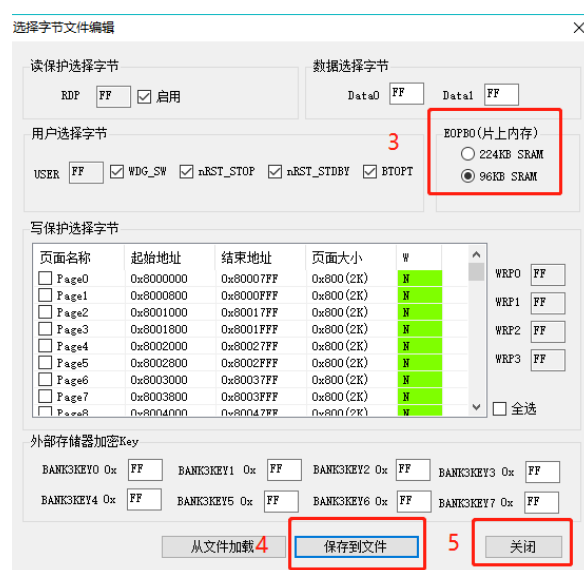 选择字节文件编辑
读保护选择字节
RDP FF 启用
数据选择字节
Data0 FF Data1 FF
用户选择字节
USER FF WDG_SW nRST_STOP nRST_STDBY BTOPT
3
EOPB0(片上内存)
224KB SRAM
96KB SRAM
写保护选择字节
页面名称 起始地址 结束地址 页面大小 W
Page0 0x8000000 0x80007FF 0x800(2K) N
Page1 0x8000800 0x8000FFF 0x800(2K) N
Page2 0x8001000 0x80017FF 0x800(2K) N
Page3 0x8001800 0x8001FFF 0x800(2K) N
Page4 0x8002000 0x80027FF 0x800(2K) N
Page5 0x8002800 0x8002FFF 0x800(2K) N
Page6 0x8003000 0x80037FF 0x800(2K) N
Page7 0x8003800 0x8003FFF 0x800(2K) N
Page8 0x8004000 0x80047FF 0x800(2K) N
WRP0 FF
WRP1 FF
WRP2 FF
WRP3 FF
全选
外部存储器加密Key
BANK3KEY0 0x FF BANK3KEY1 0x FF BANK3KEY2 0x FF BANK3KEY3 0x FF
BANK3KEY4 0x FF BANK3KEY5 0x FF BANK3KEY6 0x FF BANK3KEY7 0x FF
从文件加载 4 保存到文件 5 关闭